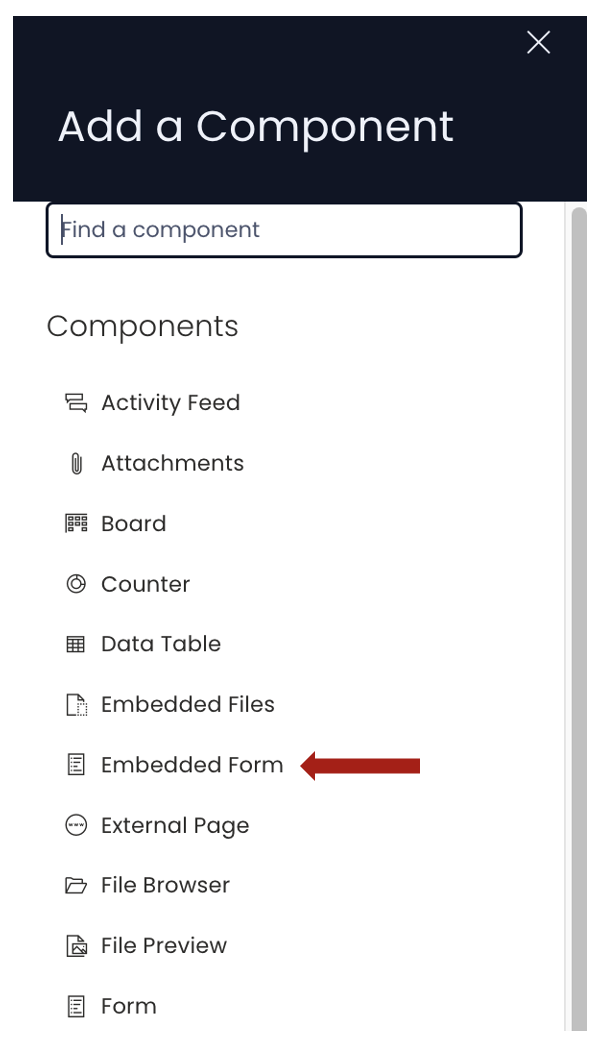 Add a Component
Find a component
Components
Activity Feed
Attachments
Board
Counter
Data Table
Embedded Files
Embedded Form
External Page
File Browser
File Preview
Form